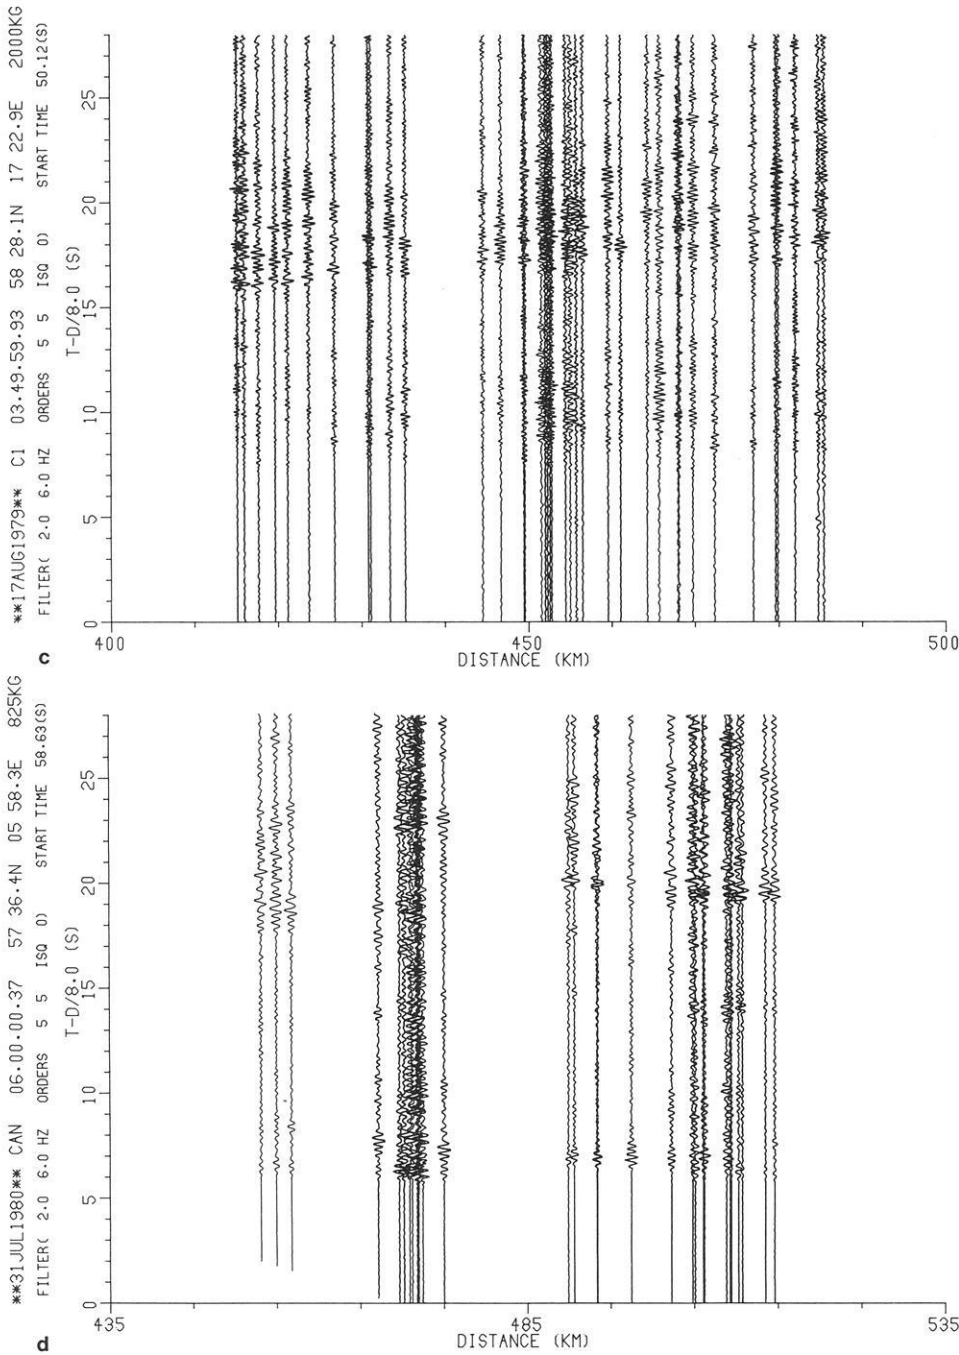 **17AUG1979** C1 03.49.59.93 58 28.1N 17 22.9E 2000KG
FILTER( 2.0 6.0 HZ ORDERS 5 5 ISQ 0) START TIME 50.12(S)
T-D/8.0 (S)
25
20
15
10
5
0
400
450
500
DISTANCE (KM)
c
**31JUL1980** CAN 06.00.00.37 57 36.4N 05 58.3E 825KG
FILTER( 2.0 6.0 HZ ORDERS 5 5 ISQ 0) START TIME 58.63(S)
T-D/8.0 (S)
25
20
15
10
5
0
435
485
535
DISTANCE (KM)
d